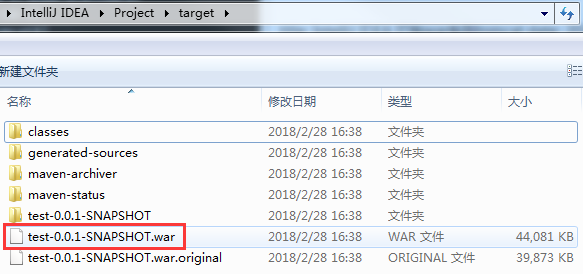 IntelliJ IDEA Project target
新建文件夹
名称 修改日期 类型 大小
classes 2018/2/28 16:38 文件夹
generated-sources 2018/2/28 16:38 文件夹
maven-archiver 2018/2/28 16:38 文件夹
maven-status 2018/2/28 16:38 文件夹
test-0.0.1-SNAPSHOT 2018/2/28 16:38 文件夹
test-0.0.1-SNAPSHOT.war 2018/2/28 16:38 WAR 文件 44,081 KB
test-0.0.1-SNAPSHOT.war.original 2018/2/28 16:38 ORIGINAL 文件 39,873 KB